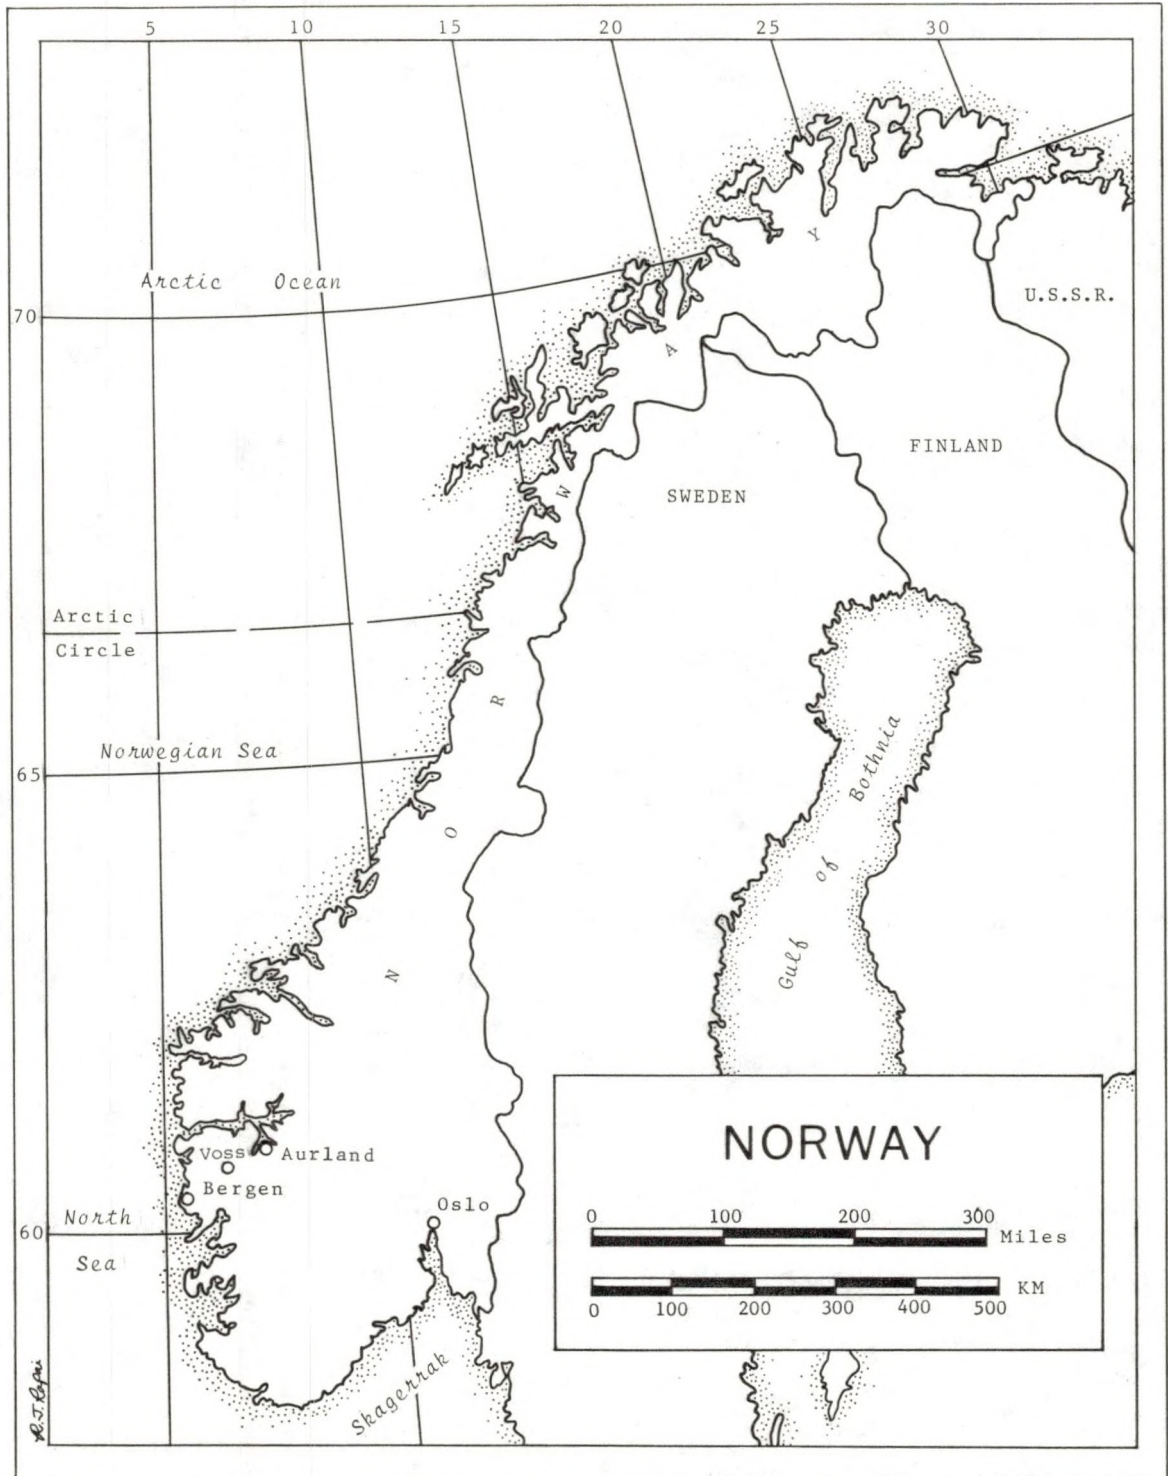 5 10 15 20 25 30
Y
Arctic Ocean
U.S.S.R.
70
A
FINLAND
SWEDEN
W
Arctic
Circle
R
Norwegian Sea
65
Gulf of Bothnia
O
N
NORWAY
Voss
Aurland
Bergen
Oslo
North
60
Sea
0 100 200 300
Miles
KM
0 100 200 300 400 500
Skagerrak